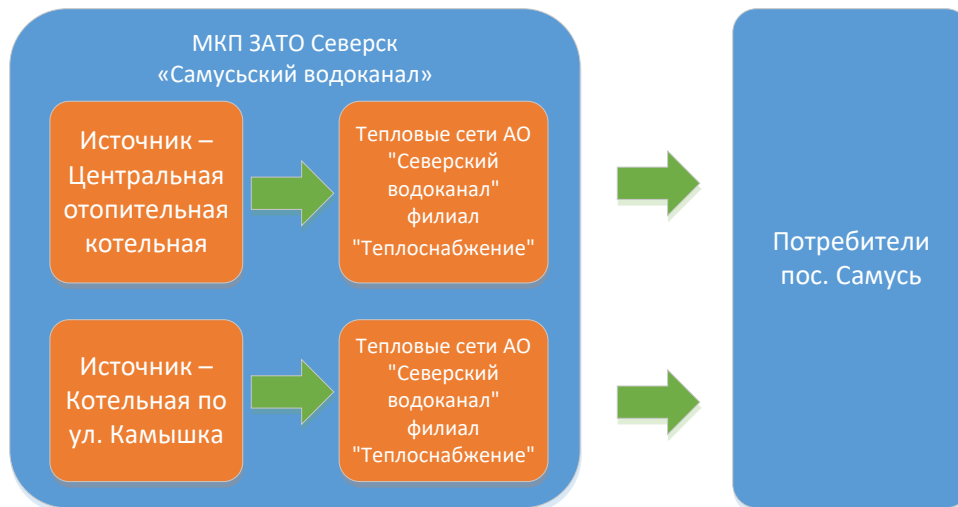 МКП ЗАТО Северск
«Самусьский водоканал»
Источник –
Центральная
отопительная
котельная
Тепловые сети АО
"Северский
водоканал"
филиал
"Теплоснабжение"
Источник –
Котельная по
ул. Камышка
Тепловые сети АО
"Северский
водоканал"
филиал
"Теплоснабжение"
Потребители
пос. Самусь